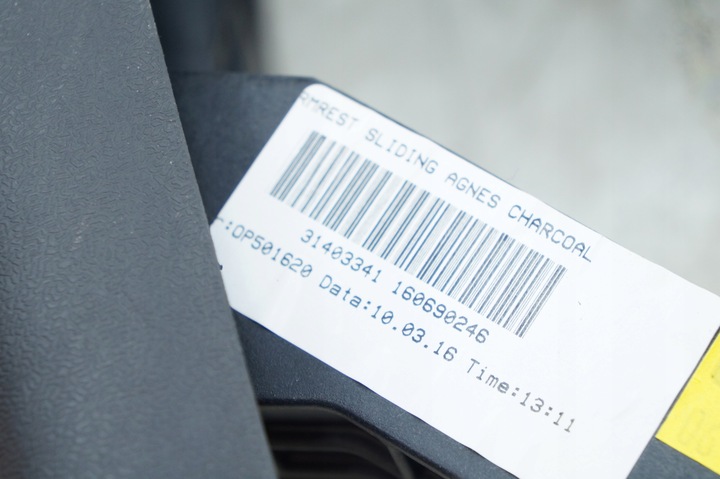 RMREST SLIDING AGNES CHARCOAL
31403341 160690246
-:OP501620 Data:10.03.16 Time:13:11